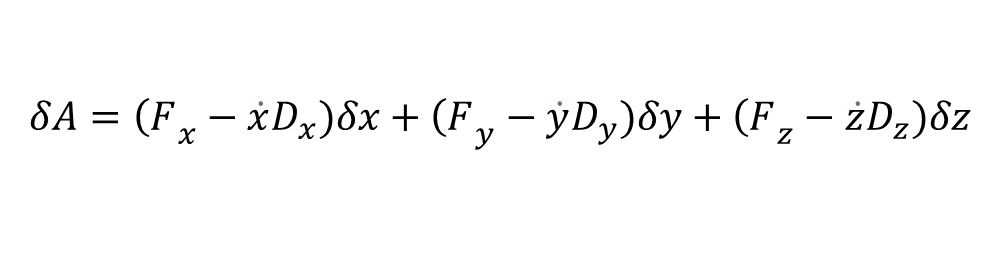 δA = (F_x − ẋD_x)δx + (F_y − ẏD_y)δy + (F_z − żD_z)δz